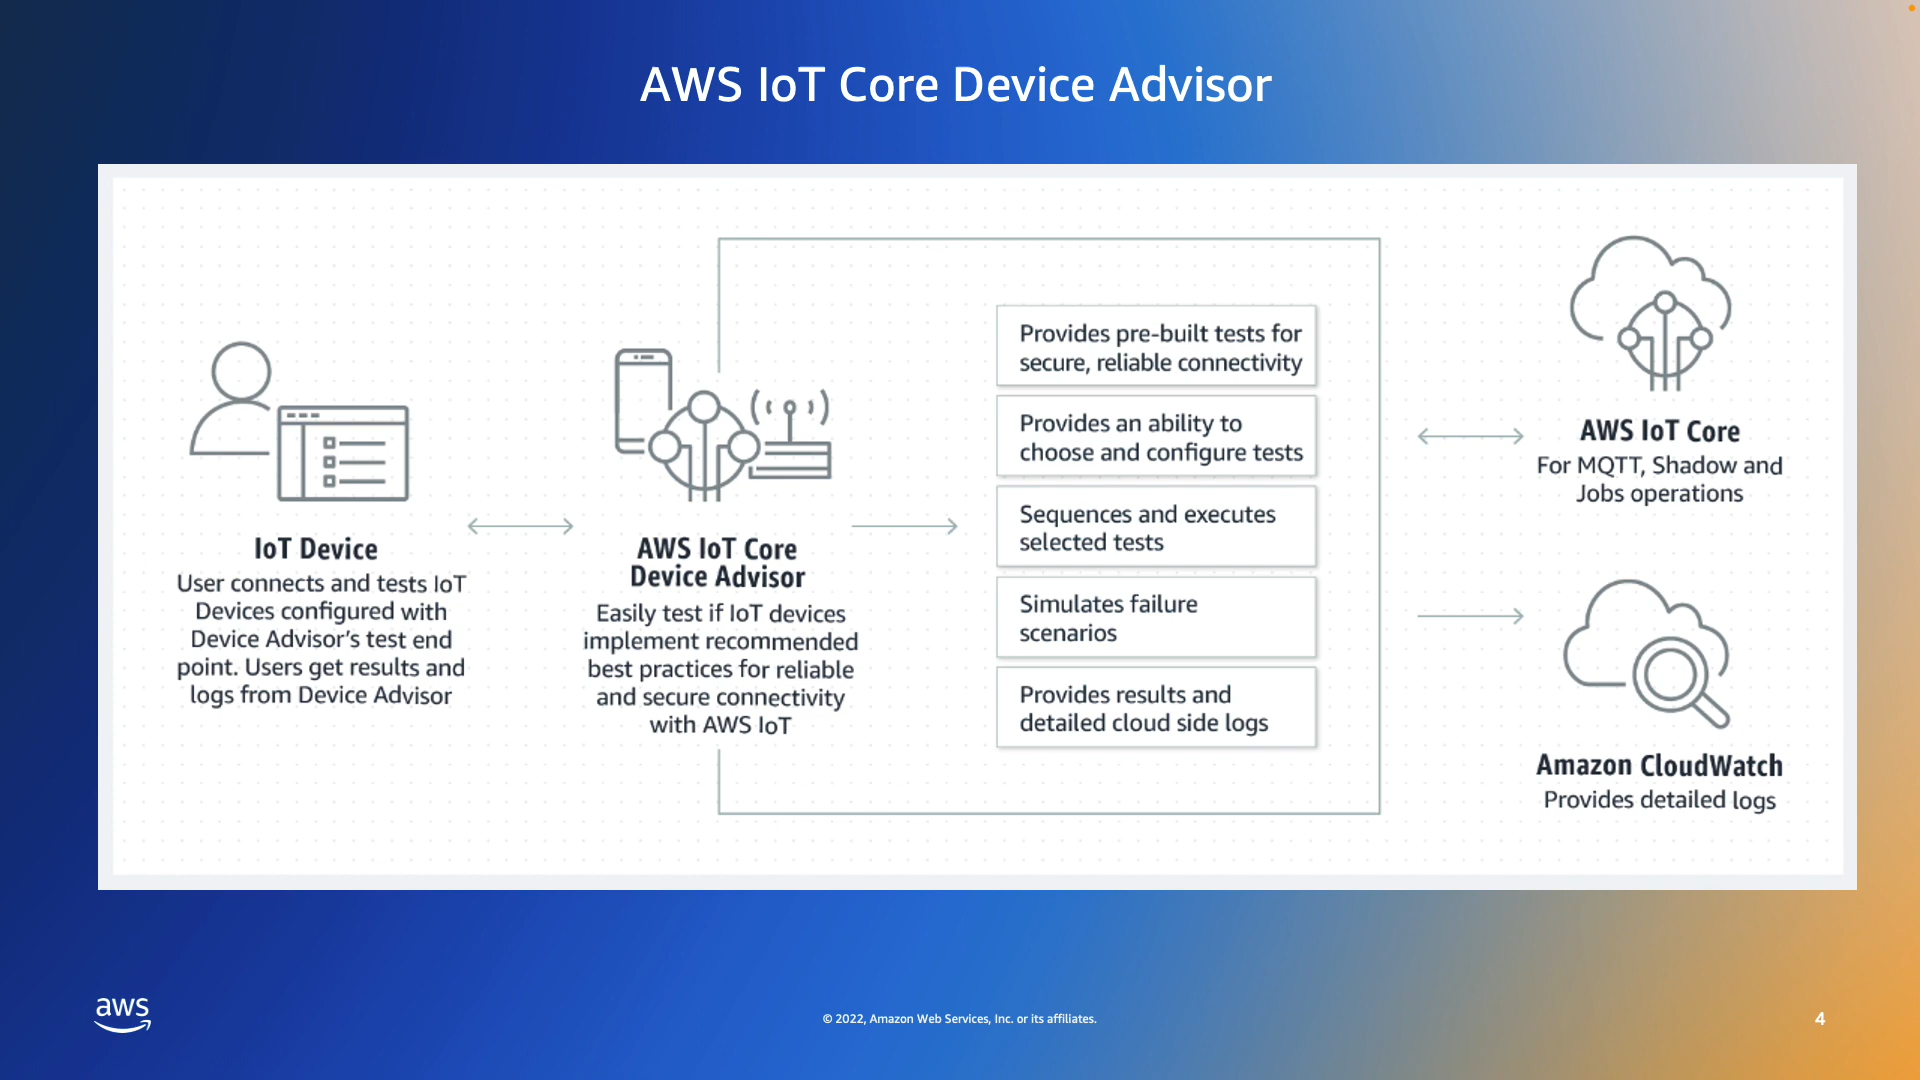 AWS IoT Core Device Advisor
IoT Device
User connects and tests IoT
Devices configured with
Device Advisor’s test end
point. Users get results and
logs from Device Advisor
AWS IoT Core
Device Advisor
Easily test if IoT devices
implement recommended
best practices for reliable
and secure connectivity
with AWS IoT
Provides pre-built tests for
secure, reliable connectivity
Provides an ability to
choose and configure tests
Sequences and executes
selected tests
Simulates failure
scenarios
Provides results and
detailed cloud side logs
AWS IoT Core
For MQTT, Shadow and
Jobs operations
Amazon CloudWatch
Provides detailed logs
aws
© 2022, Amazon Web Services, Inc. or its affiliates.
4